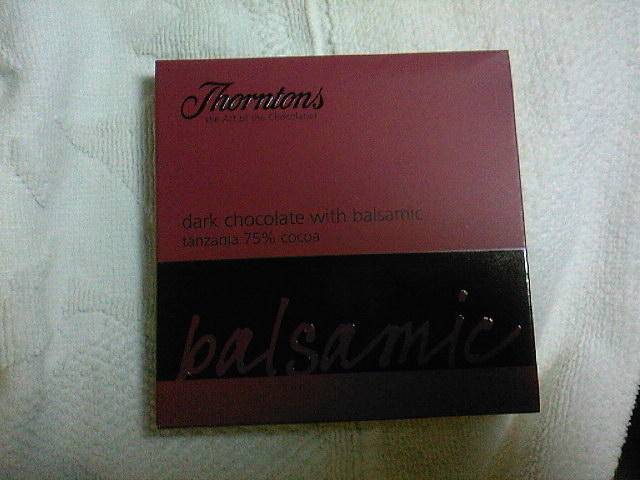 Thorntons
the Art of the Chocolatier
dark chocolate with balsamic
tanzania 75% cocoa
balsamic